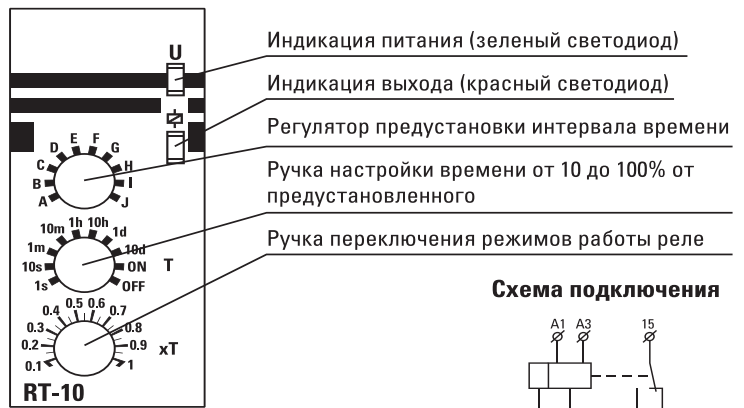 U
Индикация питания (зеленый светодиод)
Индикация выхода (красный светодиод)
Регулятор предустановки интервала времени
Ручка настройки времени от 10 до 100% от
предустановленного
Ручка переключения режимов работы реле
A B C D E F G H I J
1s 10s 1m 10m 1h 10h 1d 10d ON OFF
T
0.1 0.2 0.3 0.4 0.5 0.6 0.7 0.8 0.9 1
xT
RT-10
Схема подключения
A1 A3 15